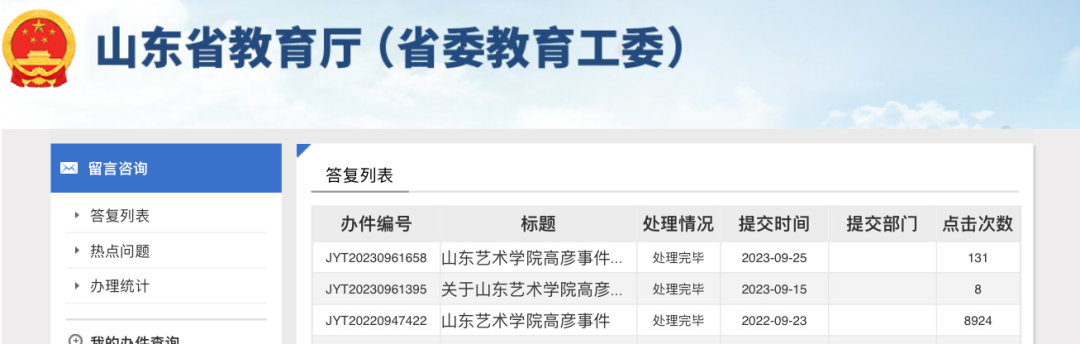 山东省教育厅（省委教育工委）
留言咨询
答复列表
热点问题
办理统计
我的办件查询
答复列表
办件编号 标题 处理情况 提交时间 提交部门 点击次数
JYT20230961658 山东艺术学院高彦事件... 处理完毕 2023-09-25 131
JYT20230961395 关于山东艺术学院高彦... 处理完毕 2023-09-15 8
JYT20220947422 山东艺术学院高彦事件 处理完毕 2022-09-23 8924